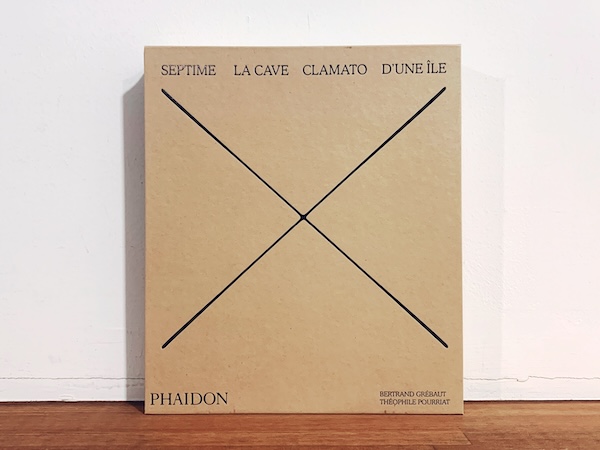 SEPTIME LA CAVE CLAMATO D'UNE ÎLE
PHAIDON
BERTRAND GRÉBAUT
THÉOPHILE POURRIAT